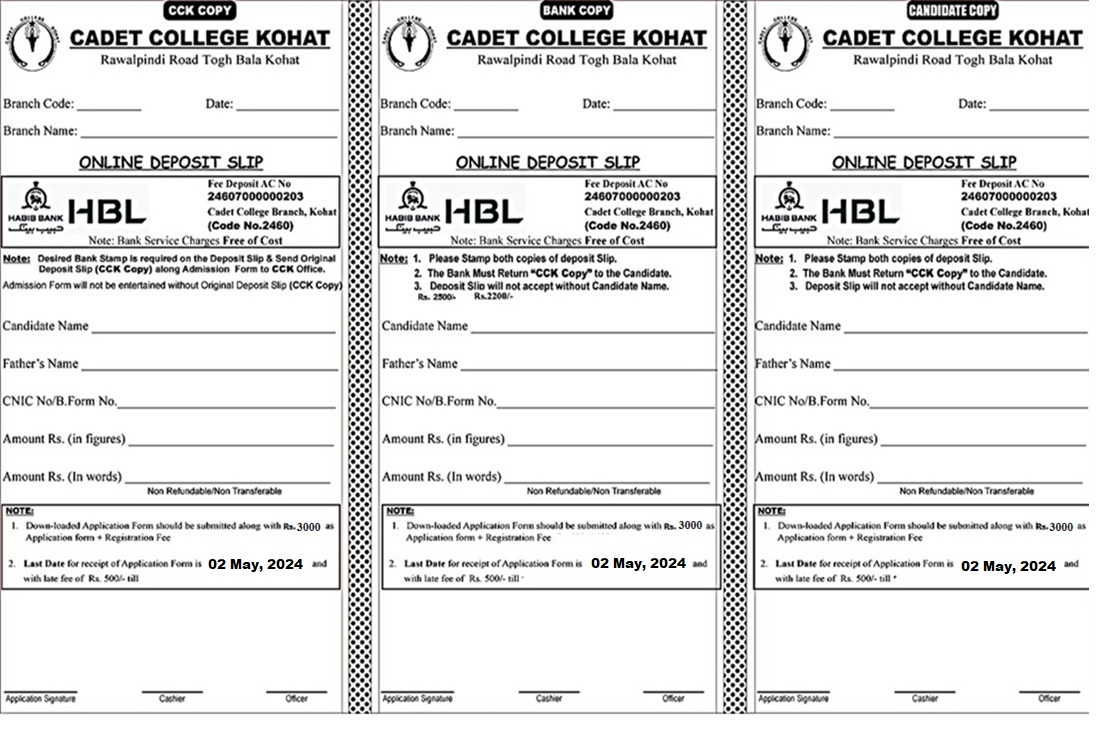 CCK COPY
CADET COLLEGE KOHAT
Rawalpindi Road Togh Bala Kohat
Branch Code: Date:
Branch Name:
ONLINE DEPOSIT SLIP
HABIB BANK
حبیب بینک
HBL
Fee Deposit AC No
24607000000203
Cadet College Branch, Kohat
(Code No.2460)
Note: Bank Service Charges Free of Cost
Note: Desired Bank Stamp is required on the Deposit Slip & Send Original
Deposit Slip (CCK Copy) along Admission Form to CCK Office.
Admission Form will not be entertained without Original Deposit Slip (CCK Copy)
Candidate Name
Father's Name
CNIC No/B.Form No.
Amount Rs. (in figures)
Amount Rs. (In words)
Non Refundable/Non Transferable
NOTE:
1. Down-loaded Application Form should be submitted along with Rs. 3000 as
Application form + Registration Fee
2. Last Date for receipt of Application Form is 02 May, 2024 and
with late fee of Rs. 500/- till
Application Signature Cashier Officer
BANK COPY
CADET COLLEGE KOHAT
Rawalpindi Road Togh Bala Kohat
Branch Code: Date:
Branch Name:
ONLINE DEPOSIT SLIP
HABIB BANK
حبیب بینک
HBL
Fee Deposit AC No
24607000000203
Cadet College Branch, Kohat
(Code No.2460)
Note: Bank Service Charges Free of Cost
Note: 1. Please Stamp both copies of deposit Slip.
2. The Bank Must Return "CCK Copy" to the Candidate.
3. Deposit Slip will not accept without Candidate Name.
Rs. 2500/- Rs.2200/-
Candidate Name
Father's Name
CNIC No/B.Form No.
Amount Rs. (in figures)
Amount Rs. (In words)
Non Refundable/Non Transferable
NOTE:
1. Down-loaded Application Form should be submitted along with Rs. 3000 as
Application form + Registration Fee
2. Last Date for receipt of Application Form is 02 May, 2024 and
with late fee of Rs. 500/- till
Application Signature Cashier Officer
CANDIDATE COPY
CADET COLLEGE KOHAT
Rawalpindi Road Togh Bala Kohat
Branch Code: Date:
Branch Name:
ONLINE DEPOSIT SLIP
HABIB BANK
حبیب بینک
HBL
Fee Deposit AC No
24607000000203
Cadet College Branch, Kohat
(Code No.2460)
Note: Bank Service Charges Free of Cost
Note: 1. Please Stamp both copies of deposit Slip.
2. The Bank Must Return "CCK Copy" to the Candidate.
3. Deposit Slip will not accept without Candidate Name.
Candidate Name
Father's Name
CNIC No/B.Form No.
Amount Rs. (in figures)
Amount Rs. (In words)
Non Refundable/Non Transferable
NOTE:
1. Down-loaded Application Form should be submitted along with Rs. 3000 as
Application form + Registration Fee
2. Last Date for receipt of Application Form is 02 May, 2024 and
with late fee of Rs. 500/- till
Application Signature Cashier Officer